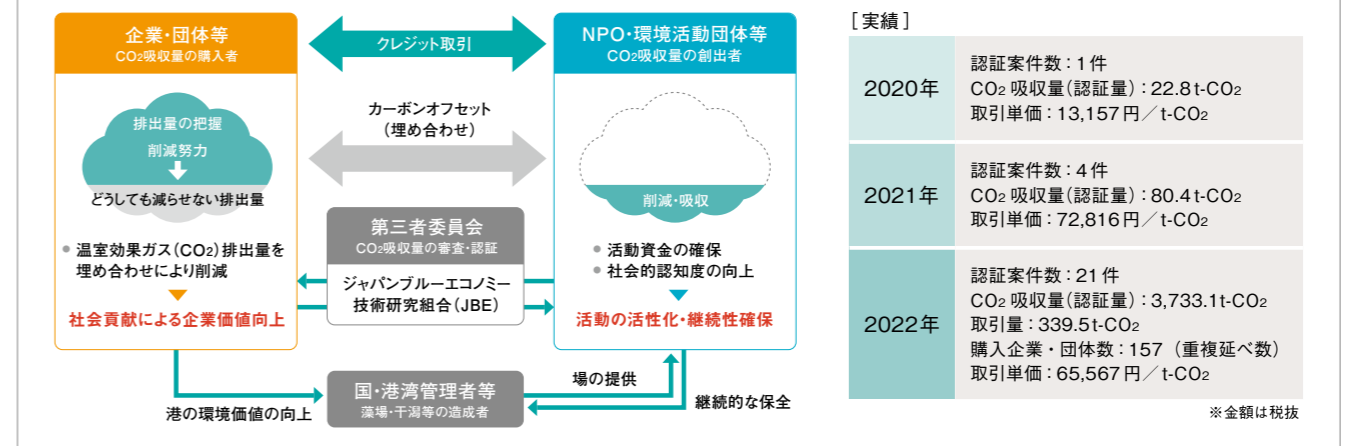 企業・団体等
CO2吸収量の購入者
排出量の把握
削減努力
どうしても減らせない排出量
● 温室効果ガス(CO2)排出量を
埋め合わせにより削減
社会貢献による企業価値向上
クレジット取引
カーボンオフセット
(埋め合わせ)
第三者委員会
CO2吸収量の審査・認証
ジャパンブルーエコノミー
技術研究組合(JBE)
NPO・環境活動団体等
CO2吸収量の創出者
削減・吸収
● 活動資金の確保
● 社会的認知度の向上
活動の活性化・継続性確保
国・港湾管理者等
藻場・干潟等の造成者
港の環境価値の向上
場の提供
継続的な保全
[実績]
2020年
認証案件数:1件
CO2 吸収量(認証量):22.8t-CO2
取引単価:13,157円/t-CO2
2021年
認証案件数:4件
CO2 吸収量(認証量):80.4t-CO2
取引単価:72,816円/t-CO2
2022年
認証案件数:21件
CO2 吸収量(認証量):3,733.1t-CO2
取引量:339.5t-CO2
購入企業・団体数:157(重複延べ数)
取引単価:65,567円/t-CO2
※金額は税抜